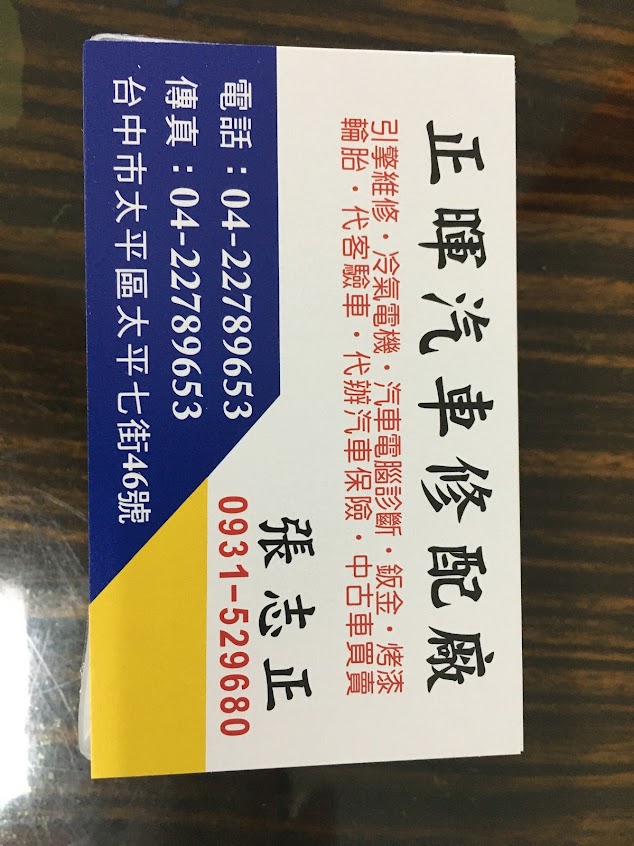 正暉汽車修配廠
引擎維修・冷氣電機・汽車電腦診斷・鈑金・烤漆
輪胎・代客驗車・代辦汽車保險・中古車買賣
張志正
0931-529680
電話：04-22789653
傳真：04-22789653
台中市太平區太平七街46號